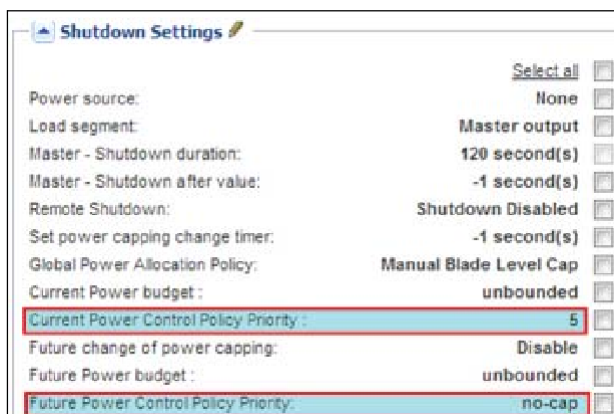 Shutdown Settings
Select all
Power source: None
Load segment: Master output
Master - Shutdown duration: 120 second(s)
Master - Shutdown after value: -1 second(s)
Remote Shutdown: Shutdown Disabled
Set power capping change timer: -1 second(s)
Global Power Allocation Policy: Manual Blade Level Cap
Current Power budget : unbounded
Current Power Control Policy Priority : 5
Future change of power capping: Disable
Future Power budget : unbounded
Future Power Control Policy Priority: no-cap